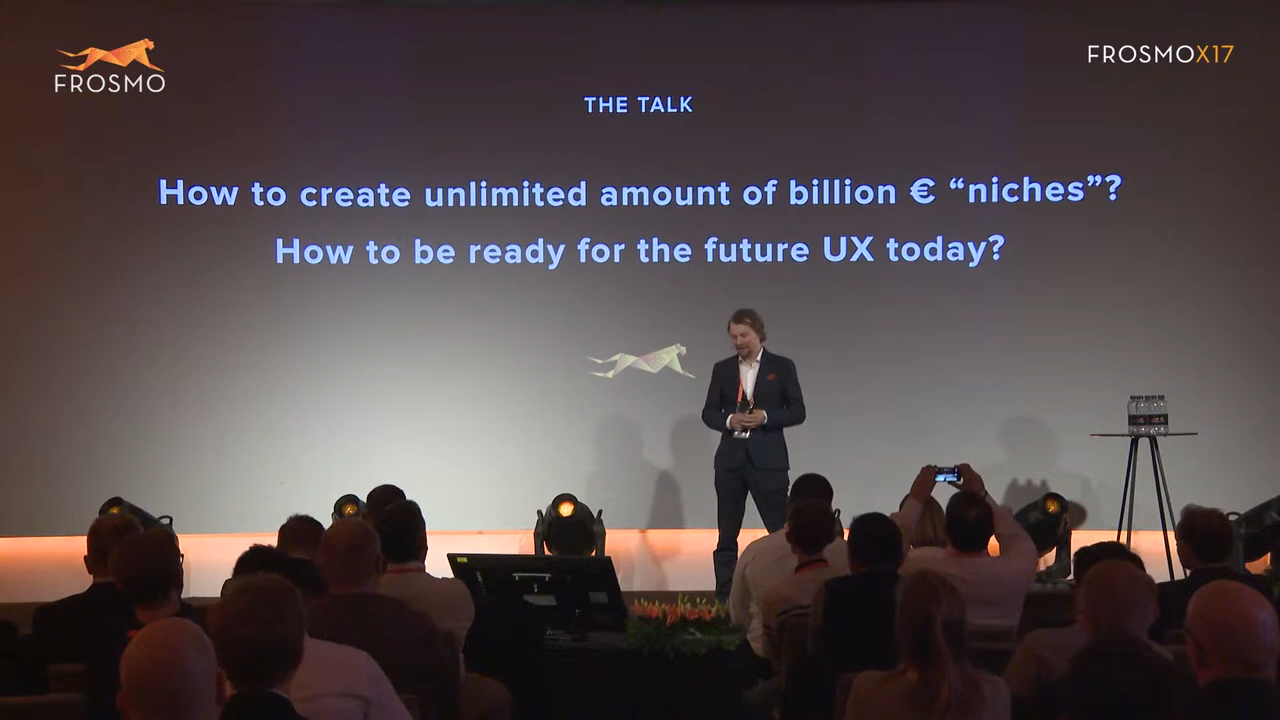 FROSMO
FROSMOX17
THE TALK
How to create unlimited amount of billion € “niches”?
How to be ready for the future UX today?